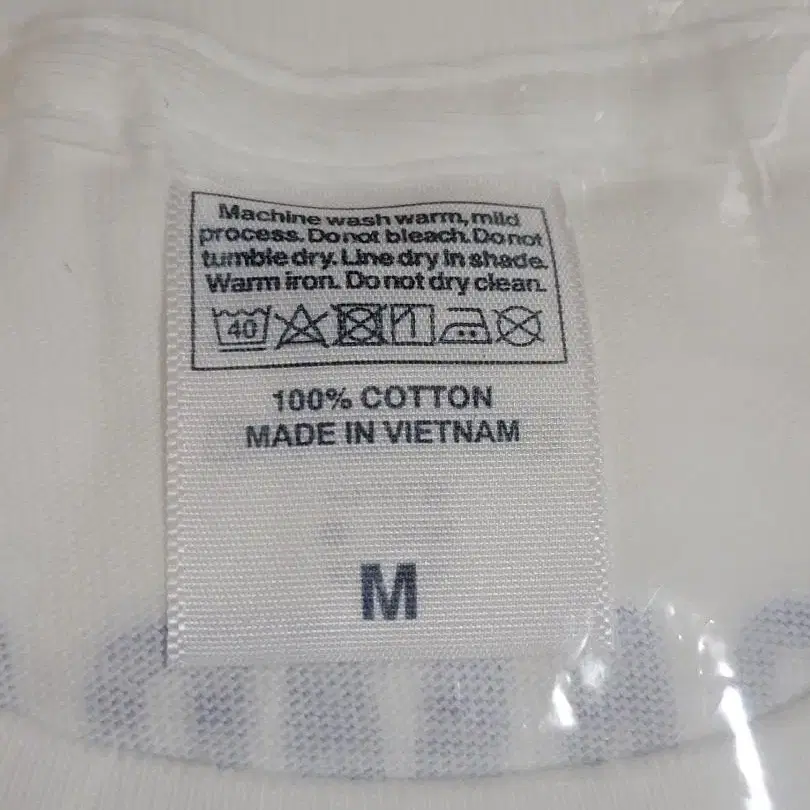 Machine wash warm, mild
process. Do not bleach. Do not
tumble dry. Line dry in shade.
Warm iron. Do not dry clean.
40
100% COTTON
MADE IN VIETNAM
M